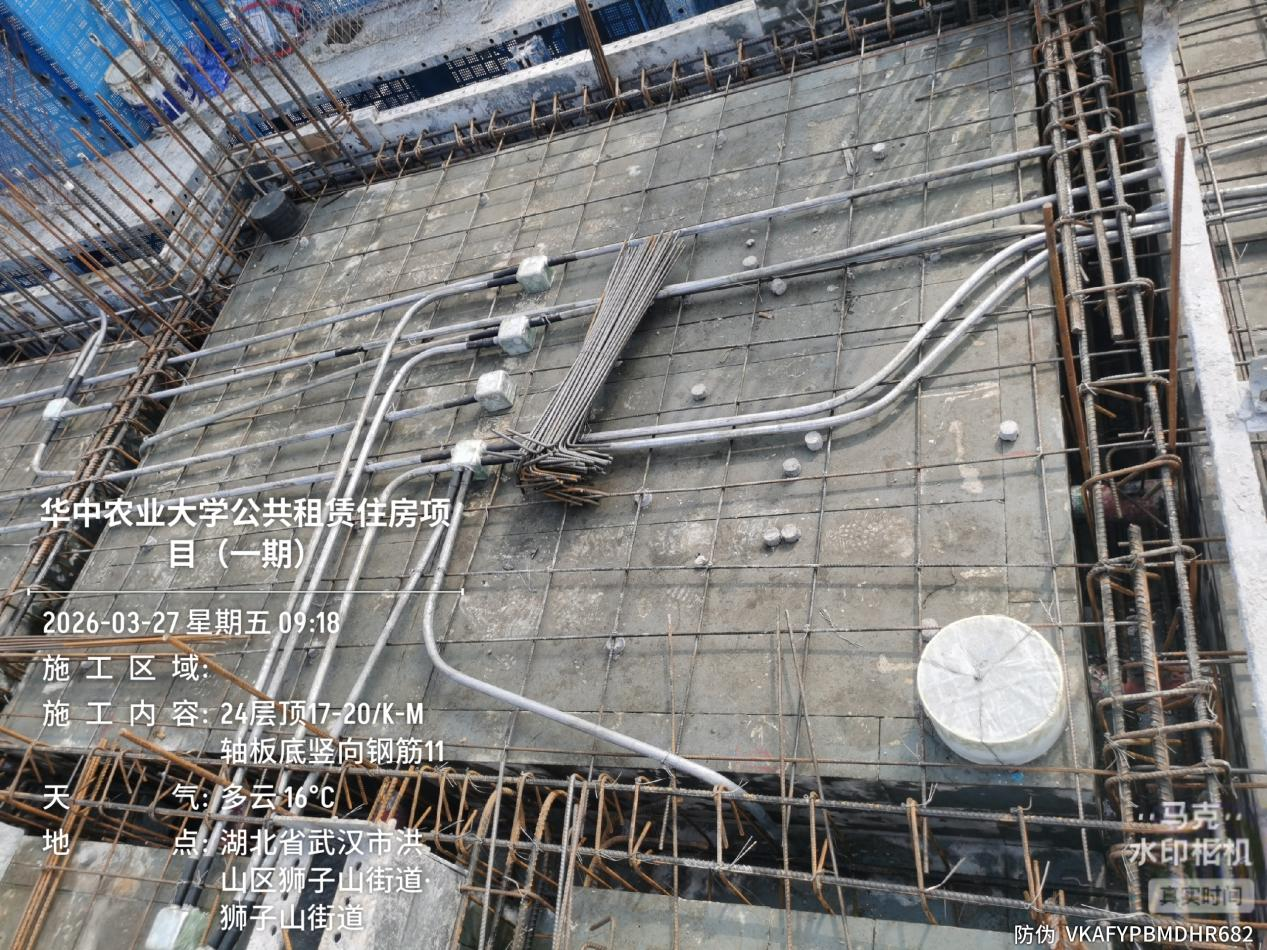 华中农业大学公共租赁住房项
目（一期）
2026-03-27 星期五 09:18
施工区域:
施工内容: 24层顶17-20/K-M
轴板底竖向钢筋11
天气: 多云 16°C
地点: 湖北省武汉市洪
山区狮子山街道·
狮子山街道
马克
水印相机
真实时间
防伪 VKAFYPBMDHR682